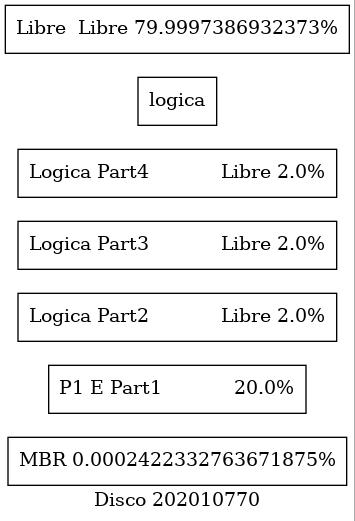 Libre  Libre 79.9997386932373%
logica
Logica Part4 Libre 2.0%
Logica Part3 Libre 2.0%
Logica Part2 Libre 2.0%
P1 E Part1 20.0%
MBR 0.0002422332763671875%
Disco 202010770